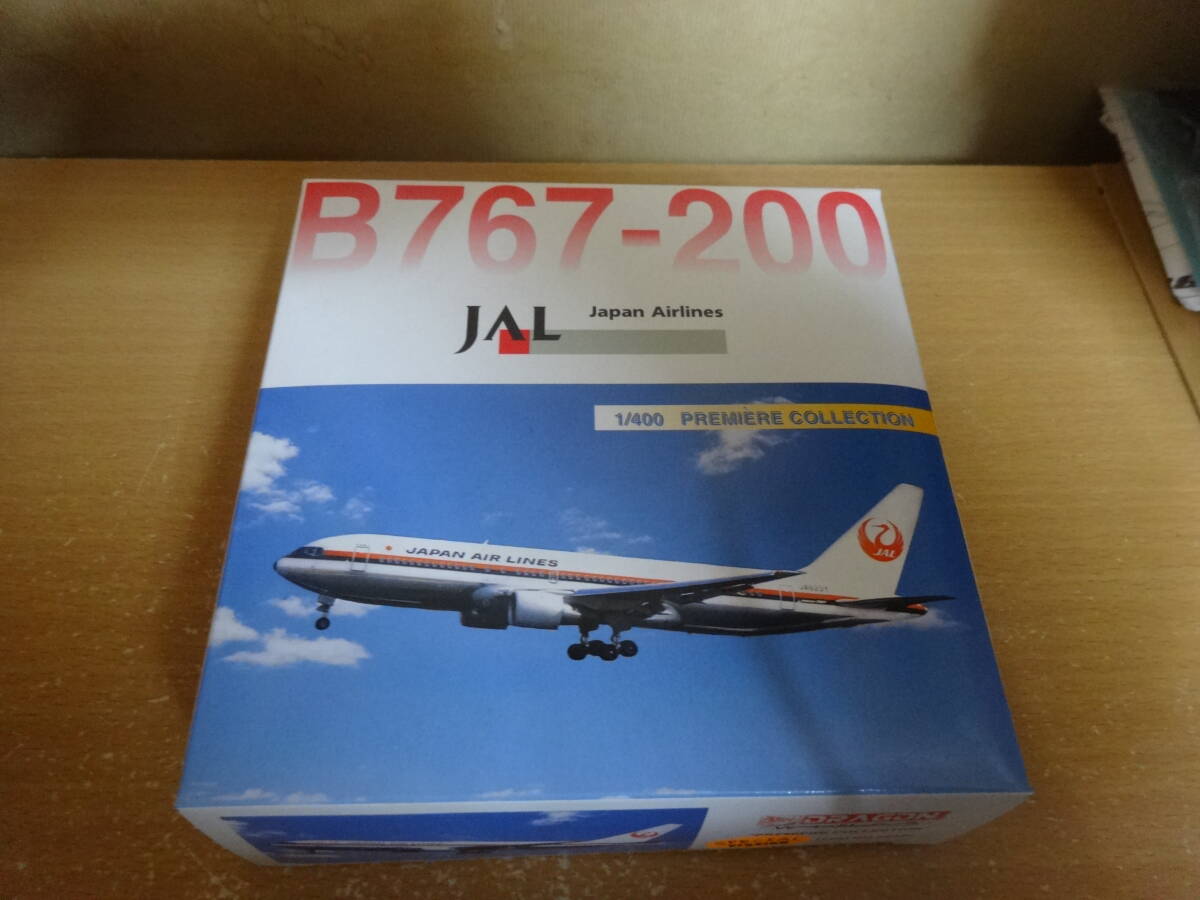 B767-200
JAL
Japan Airlines
1/400 PREMIERE COLLECTION
JAPAN AIR LINES
JAL
DRAGON